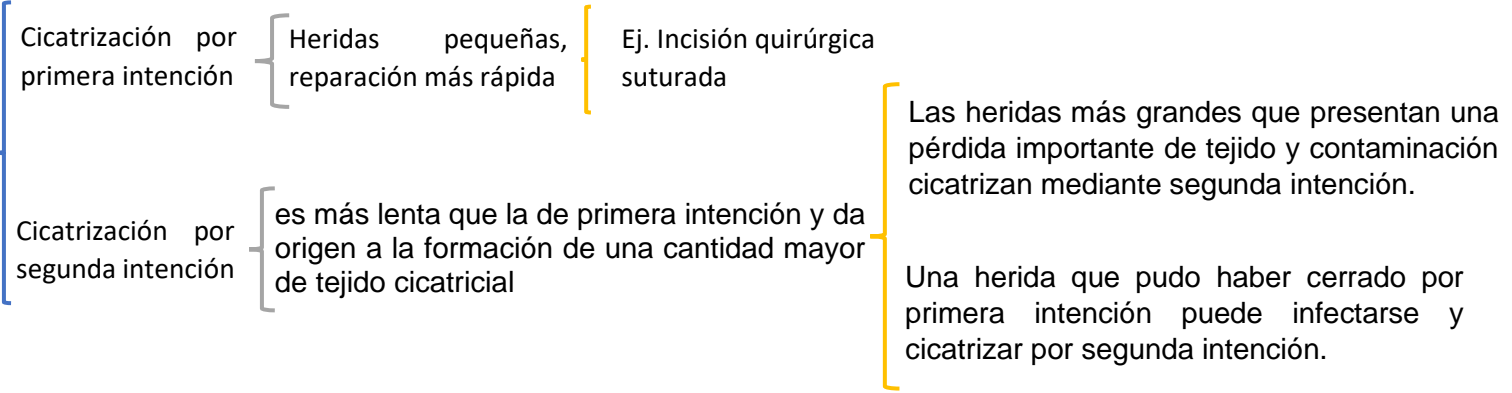 Cicatrización por
primera intención
Heridas pequeñas,
reparación más rápida
Ej. Incisión quirúrgica
suturada
Cicatrización por
segunda intención
es más lenta que la de primera intención y da
origen a la formación de una cantidad mayor
de tejido cicatricial
Las heridas más grandes que presentan una
pérdida importante de tejido y contaminación
cicatrizan mediante segunda intención.
Una herida que pudo haber cerrado por
primera intención puede infectarse y
cicatrizar por segunda intención.